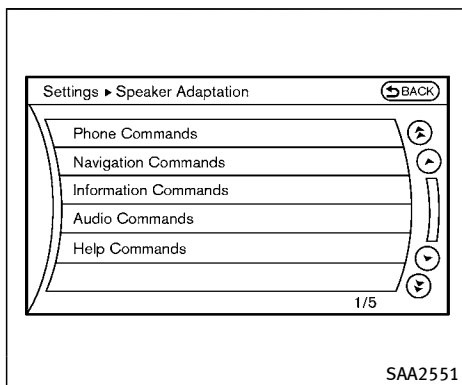 Settings ▸ Speaker Adaptation BACK
Phone Commands
Navigation Commands
Information Commands
Audio Commands
Help Commands
1/5
SAA2551